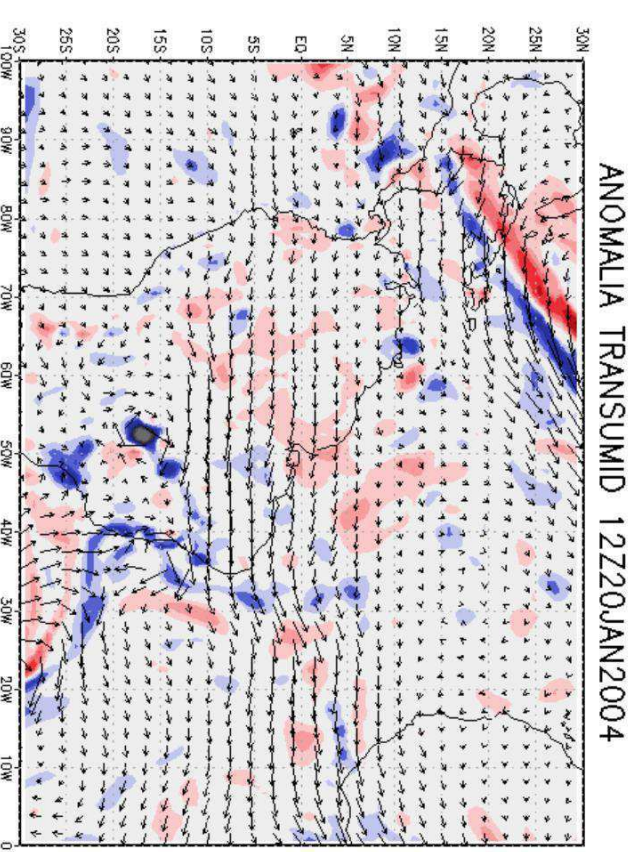 ANOMALIA TRANSUMID 12Z20JAN2004
30N
25N
20N
15N
10N
5N
EQ
5S
10S
15S
20S
25S
30S
100W
90W
80W
70W
60W
50W
40W
30W
20W
10W
0